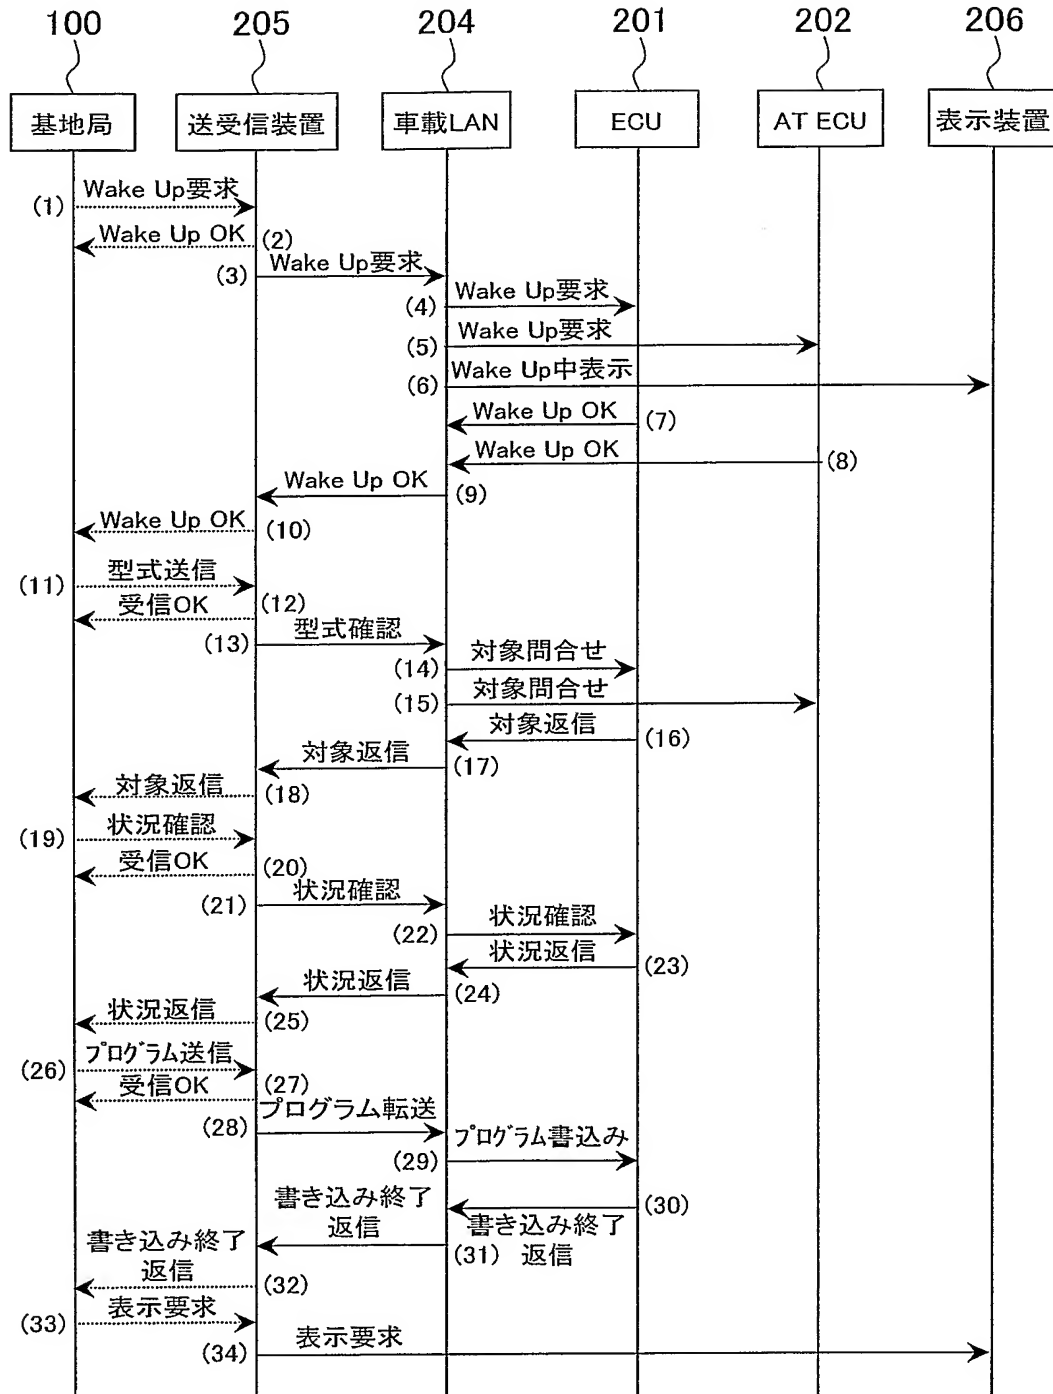 100 205 204 201 202 206
基地局 送受信装置 車載LAN ECU AT ECU 表示装置
(1) Wake Up要求
Wake Up OK (2)
(3) Wake Up要求
(4) Wake Up要求
(5) Wake Up要求
(6) Wake Up中表示
Wake Up OK (7)
Wake Up OK (8)
Wake Up OK (9)
Wake Up OK (10)
(11) 型式送信
受信OK (12)
(13) 型式確認
(14) 対象問合せ
(15) 対象問合せ
対象返信 (16)
対象返信 (17)
対象返信 (18)
(19) 状況確認
受信OK (20)
(21) 状況確認
(22) 状況確認
状況返信 (23)
状況返信 (24)
状況返信 (25)
(26) プログラム送信
受信OK (27)
(28) プログラム転送
(29) プログラム書込み
(30)
書き込み終了
返信
書き込み終了
(31) 返信
書き込み終了
返信 (32)
(33) 表示要求
(34) 表示要求